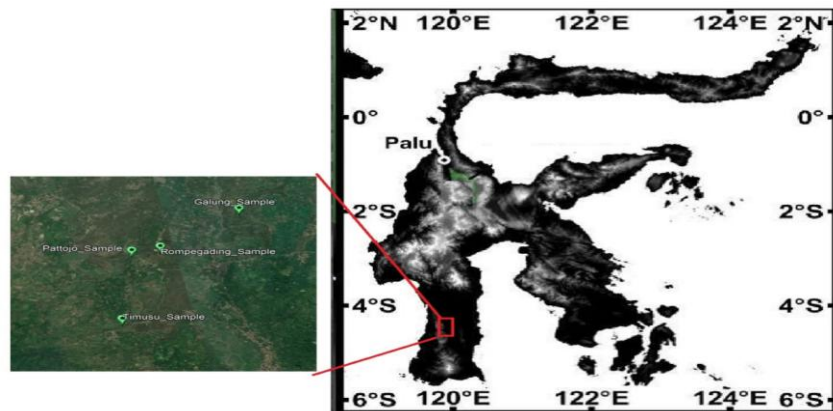 2°N 120°E 122°E 124°E 2°N
0° 0°
Palu
2°S 2°S
4°S 4°S
6°S 120°E 122°E 124°E 6°S
Galung_Sample
Pattojo_Sample
Rompegading_Sample
Timusu_Sample